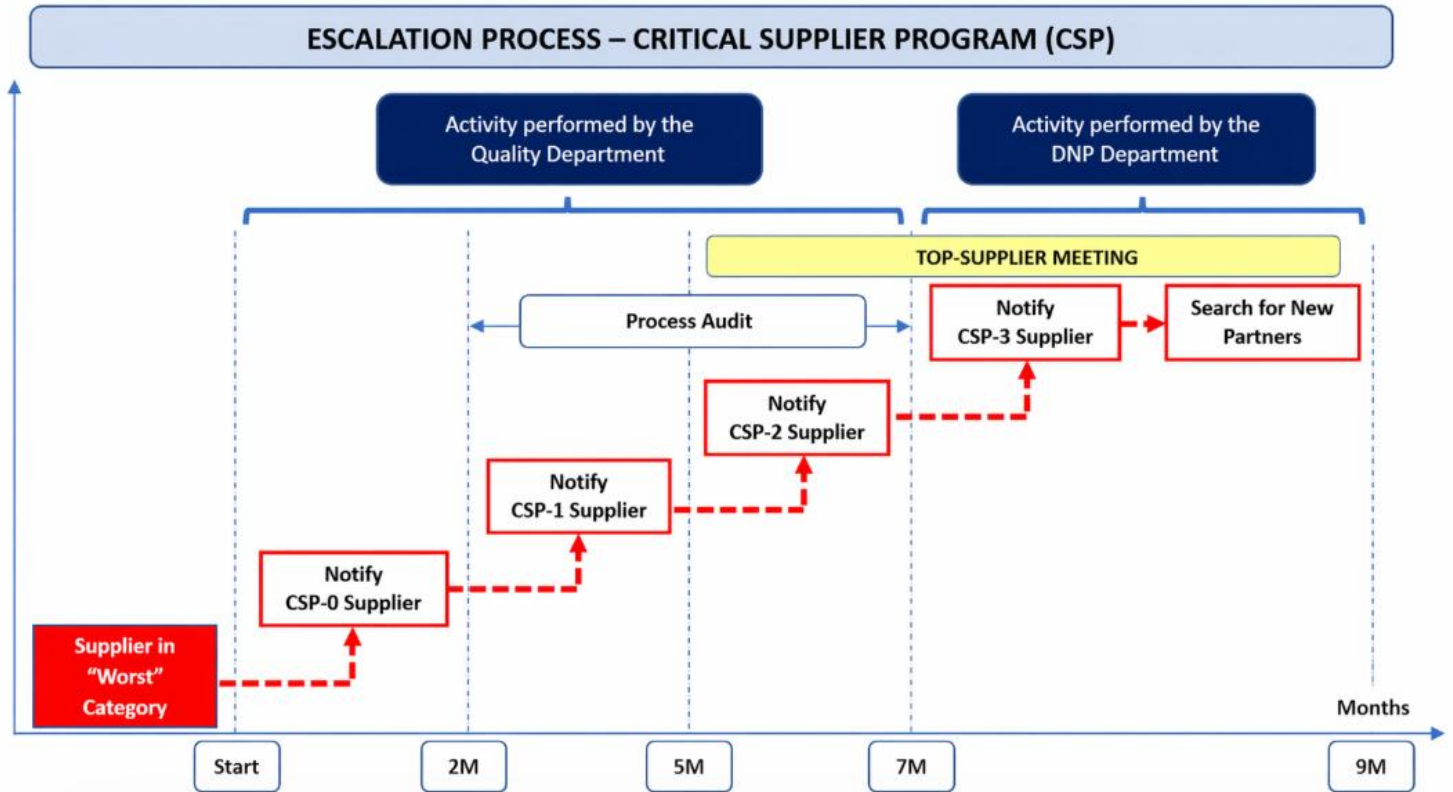 ESCALATION PROCESS – CRITICAL SUPPLIER PROGRAM (CSP)
Activity performed by the
Quality Department
Activity performed by the
DNP Department
TOP-SUPPLIER MEETING
Process Audit
Notify
CSP-3 Supplier
Search for New
Partners
Notify
CSP-2 Supplier
Notify
CSP-1 Supplier
Notify
CSP-0 Supplier
Supplier in
“Worst”
Category
Months
Start
2M
5M
7M
9M